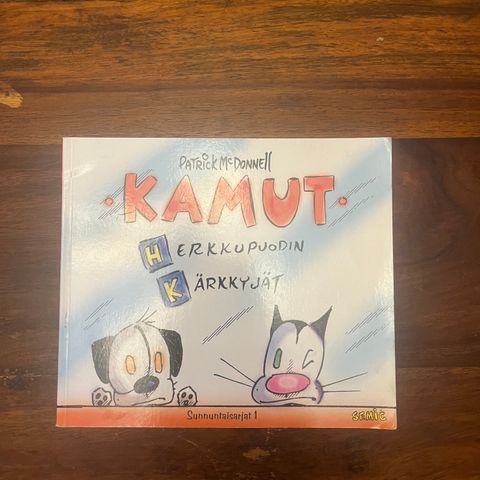 PATRICK McDONNELL
KAMUT
HERKKUPUODIN
KÄRKKYJÄT
Sunnuntaisarjat 1
SEMIC